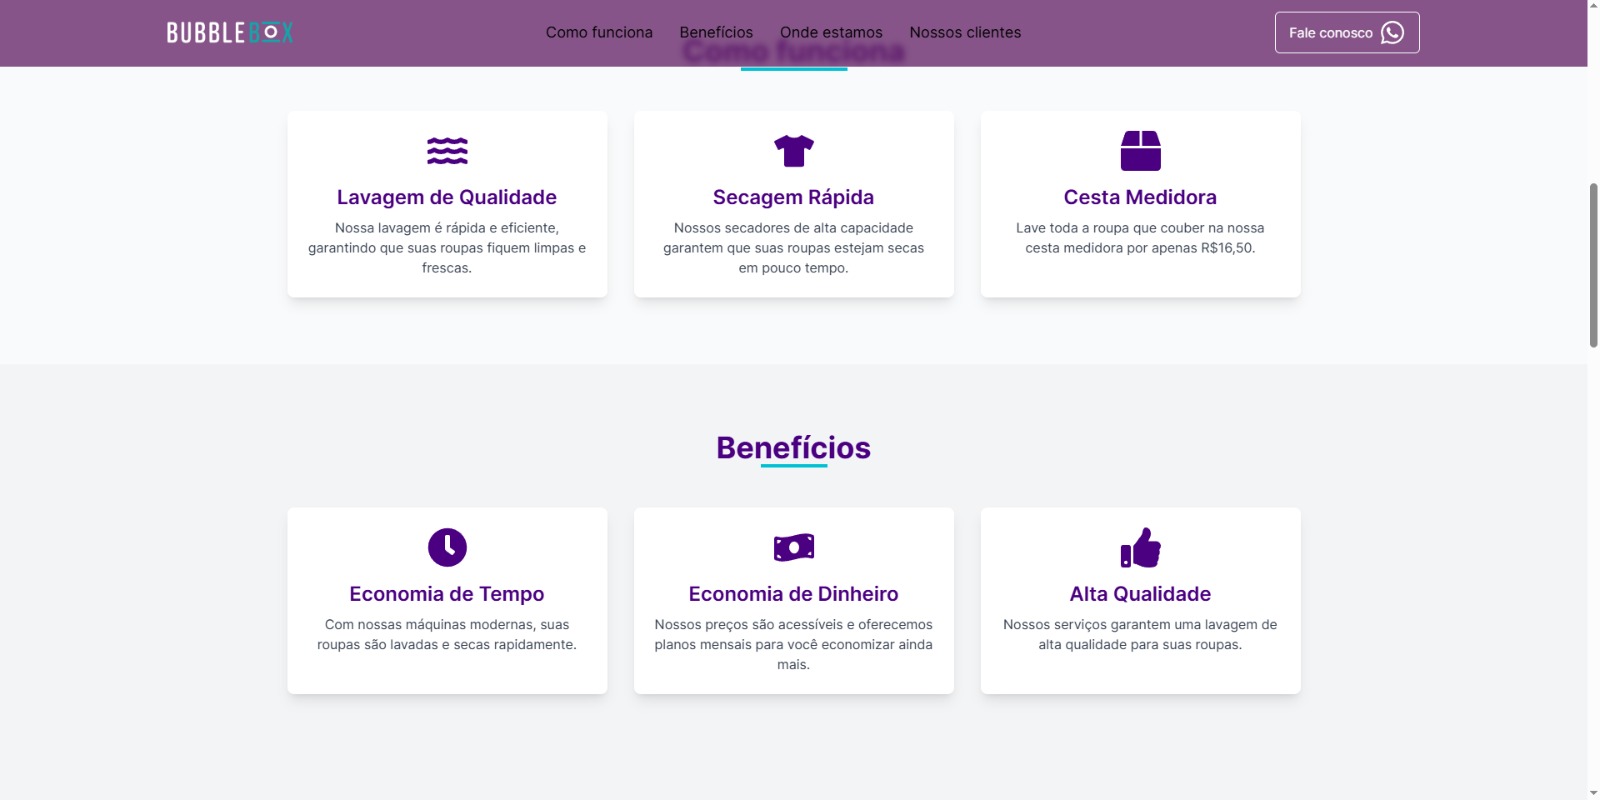 BUBBLEBOX
Como funciona Benefícios Onde estamos Nossos clientes
Fale conosco
Como funciona
Lavagem de Qualidade
Nossa lavagem é rápida e eficiente,
garantindo que suas roupas fiquem limpas e
frescas.
Secagem Rápida
Nossos secadores de alta capacidade
garantem que suas roupas estejam secas
em pouco tempo.
Cesta Medidora
Lave toda a roupa que couber na nossa
cesta medidora por apenas R$16,50.
Benefícios
Economia de Tempo
Com nossas máquinas modernas, suas
roupas são lavadas e secas rapidamente.
Economia de Dinheiro
Nossos preços são acessíveis e oferecemos
planos mensais para você economizar ainda
mais.
Alta Qualidade
Nossos serviços garantem uma lavagem de
alta qualidade para suas roupas.